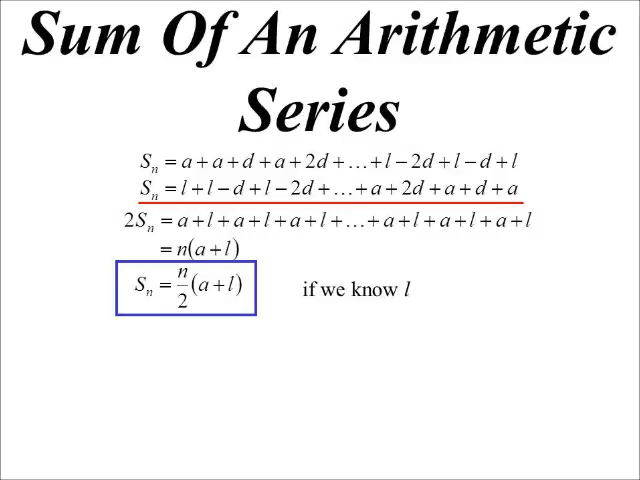 Sum Of An Arithmetic
Series
Sₙ = a + a + d + a + 2d + … + l − 2d + l − d + l
Sₙ = l + l − d + l − 2d + … + a + 2d + a + d + a
2Sₙ = a + l + a + l + a + l + … + a + l + a + l + a + l
= n(a + l)
Sₙ = n/2 (a + l) if we know l